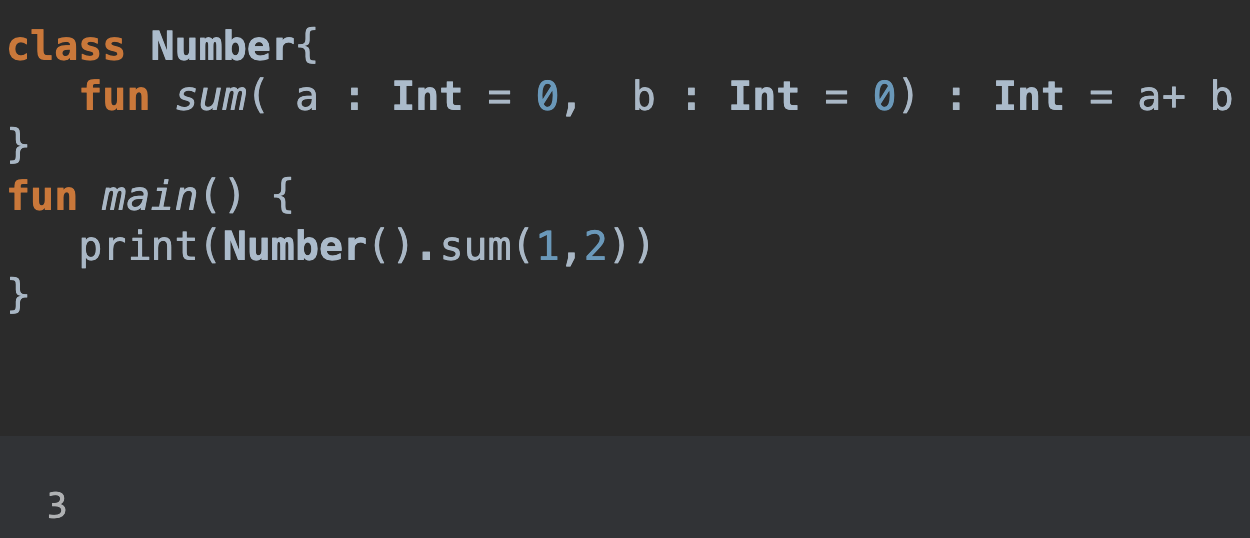 class Number{
   fun sum( a : Int = 0,  b : Int = 0) : Int = a+ b
}
fun main() {
   print(Number().sum(1,2))
}
3